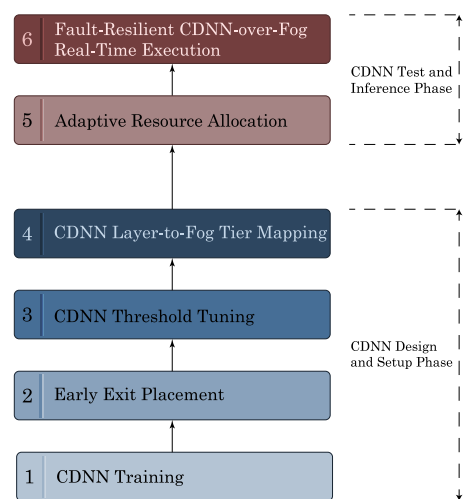 6 Fault-Resilient CDNN-over-Fog
Real-Time Execution
CDNN Test and
Inference Phase
5 Adaptive Resource Allocation
4 CDNN Layer-to-Fog Tier Mapping
3 CDNN Threshold Tuning
CDNN Design
and Setup Phase
2 Early Exit Placement
1 CDNN Training